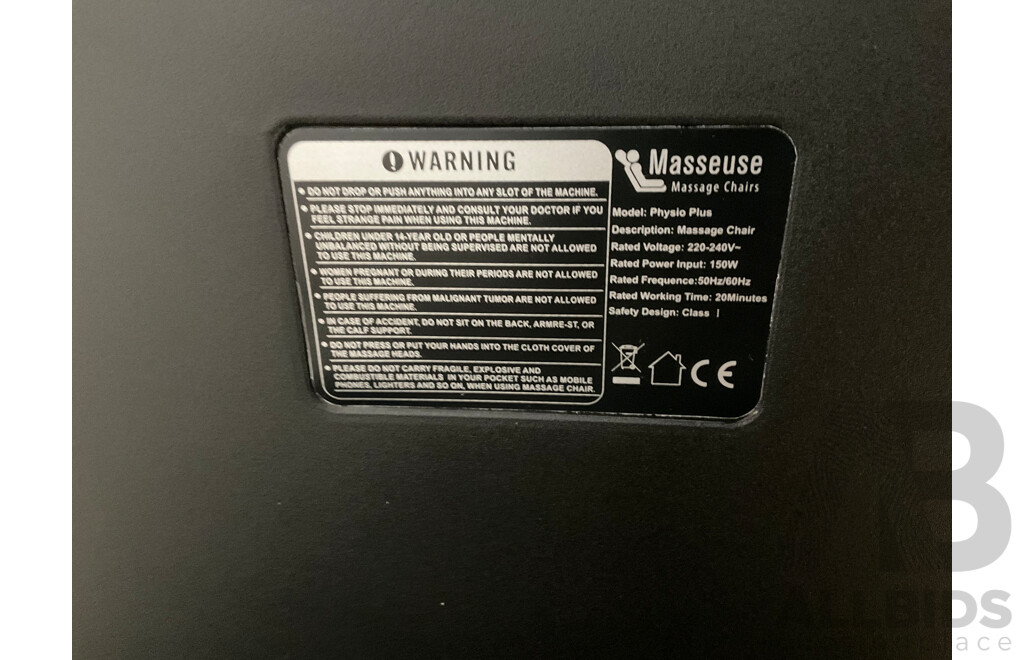 WARNING
• DO NOT DROP OR PUSH ANYTHING INTO ANY SLOT OF THE MACHINE.
• PLEASE STOP IMMEDIATELY AND CONSULT YOUR DOCTOR IF YOU
FEEL STRANGE PAIN WHEN USING THIS MACHINE.
• CHILDREN UNDER 14-YEAR OLD OR PEOPLE MENTALLY
UNBALANCED WITHOUT BEING SUPERVISED ARE NOT ALLOWED
TO USE THIS MACHINE.
• WOMEN PREGNANT OR DURING THEIR PERIODS ARE NOT ALLOWED
TO USE THIS MACHINE.
• PEOPLE SUFFERING FROM MALIGNANT TUMOR ARE NOT ALLOWED
TO USE THIS MACHINE.
• IN CASE OF ACCIDENT, DO NOT SIT ON THE BACK, ARMRE-ST, OR
THE CALF SUPPORT.
• DO NOT PRESS OR PUT YOUR HANDS INTO THE CLOTH COVER OF
THE MASSAGE HEADS.
• PLEASE DO NOT CARRY FRAGILE, EXPLOSIVE AND
COMBUSTIBLE MATERIALS IN YOUR POCKET SUCH AS MOBILE
PHONES, LIGHTERS AND SO ON, WHEN USING MASSAGE CHAIR.
Masseuse
Massage Chairs
Model: Physio Plus
Description: Massage Chair
Rated Voltage: 220-240V~
Rated Power Input: 150W
Rated Frequency:50Hz/60Hz
Rated Working Time: 20Minutes
Safety Design: Class I
CE
B
ALLBIDS